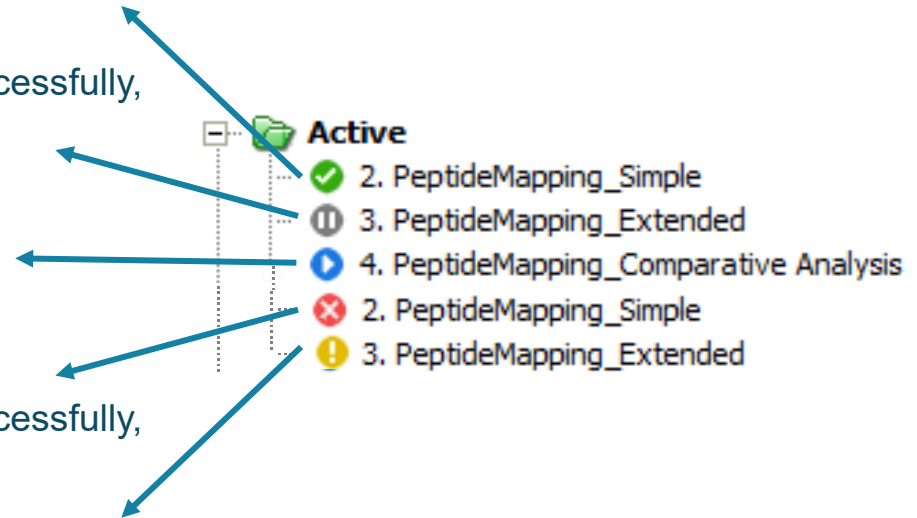 cessfully,
Active
2. PeptideMapping_Simple
3. PeptideMapping_Extended
4. PeptideMapping_Comparative Analysis
2. PeptideMapping_Simple
3. PeptideMapping_Extended
cessfully,